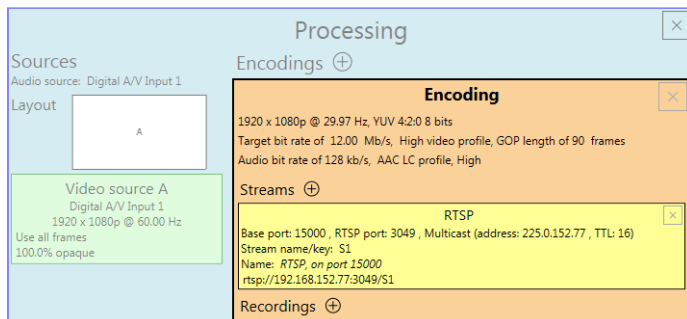 Processing
Sources
Audio source: Digital A/V Input 1
Layout
A
Video source A
Digital A/V Input 1
1920 x 1080p @ 60.00 Hz
Use all frames
100.0% opaque
Encodings
Encoding
1920 x 1080p @ 29.97 Hz, YUV 4:2:0 8 bits
Target bit rate of 12.00 Mb/s, High video profile, GOP length of 90 frames
Audio bit rate of 128 kb/s, AAC LC profile, High
Streams
RTSP
Base port: 15000 , RTSP port: 3049 , Multicast (address: 225.0.152.77 , TTL: 16)
Stream name/key: S1
Name: RTSP, on port 15000
rtsp://192.168.152.77:3049/S1
Recordings